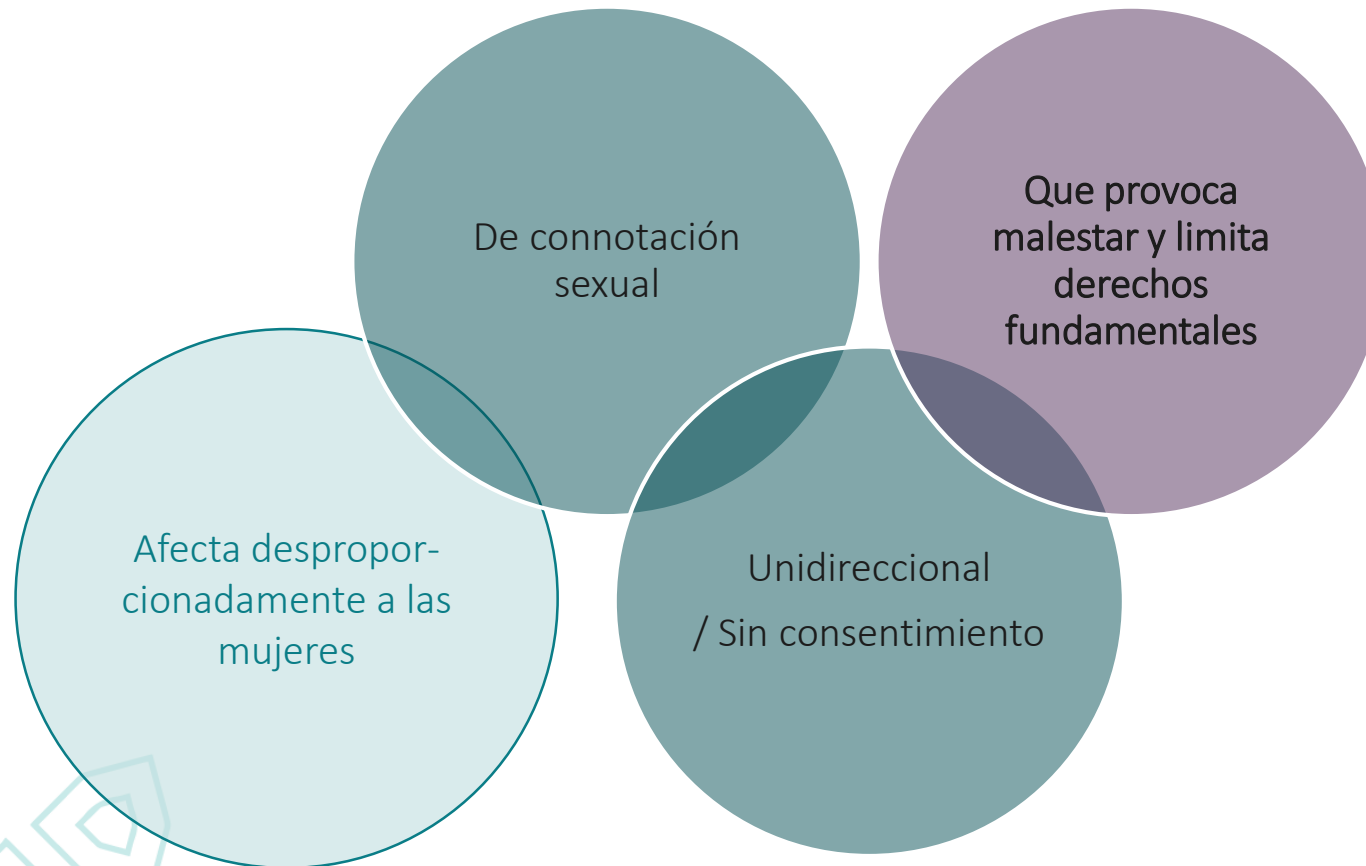 De connotación
sexual
Que provoca
malestar y limita
derechos
fundamentales
Afecta despropor-
cionadamente a las
mujeres
Unidireccional
/ Sin consentimiento